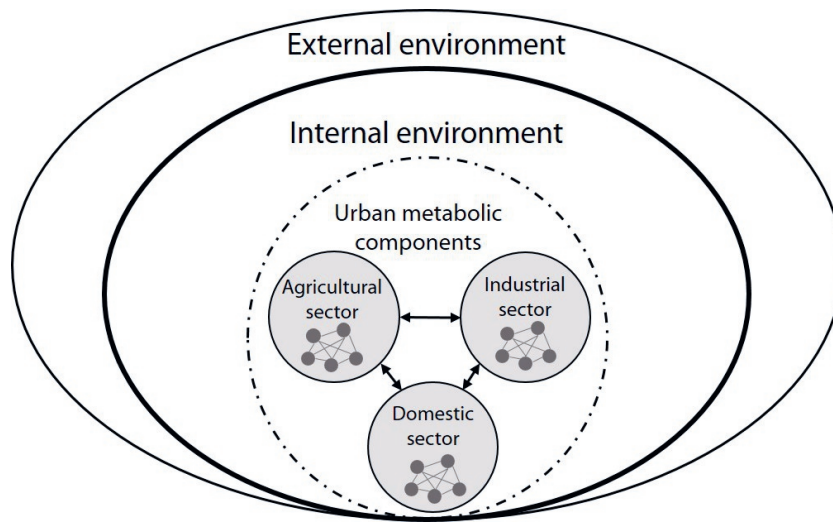 External environment
Internal environment
Urban metabolic
components
Agricultural
sector
Industrial
sector
Domestic
sector